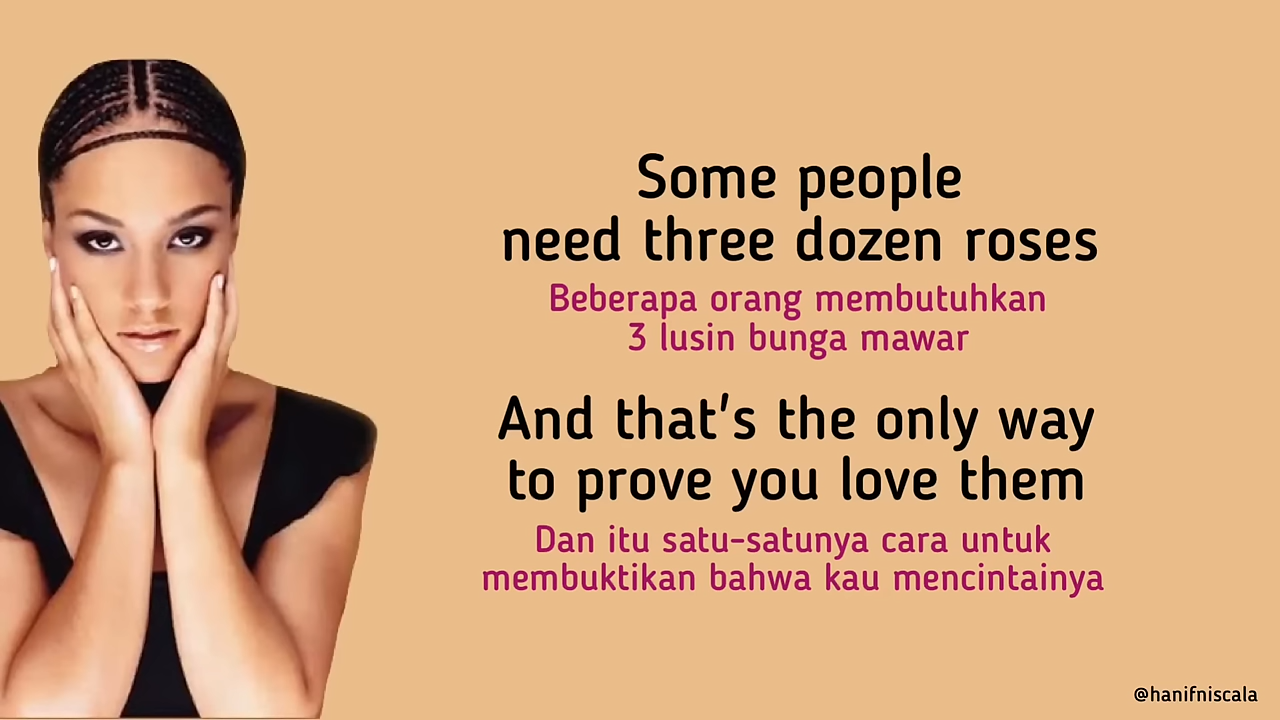 Some people
need three dozen roses
Beberapa orang membutuhkan
3 lusin bunga mawar
And that's the only way
to prove you love them
Dan itu satu-satunya cara untuk
membuktikan bahwa kau mencintainya
@hanifniscala